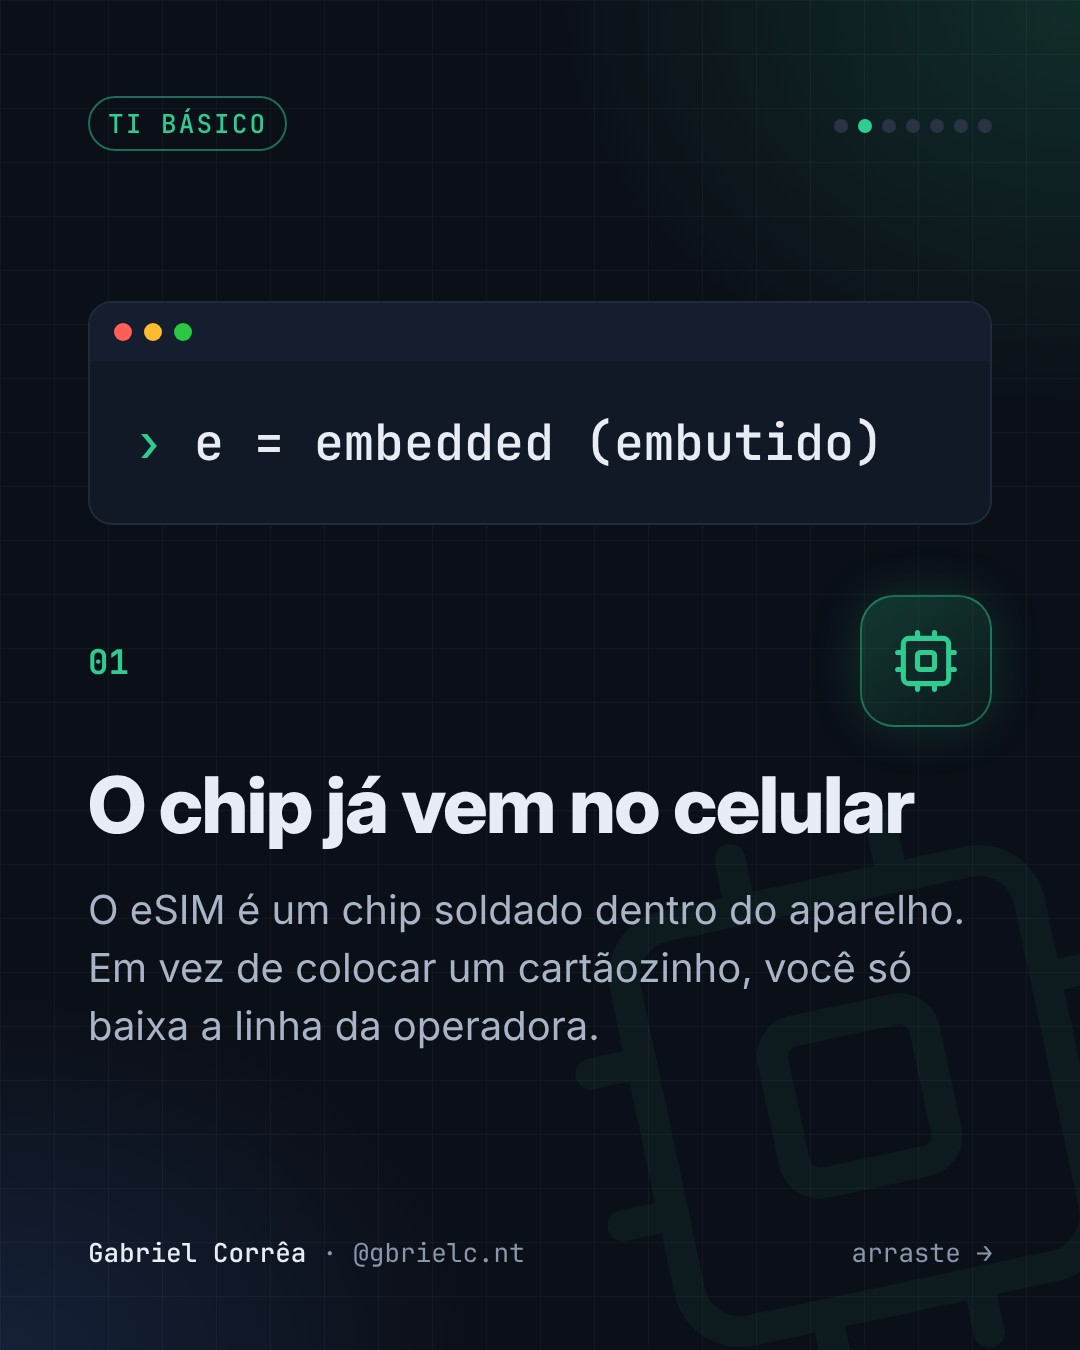 TI BÁSICO
› e = embedded (embutido)
01
O chip já vem no celular
O eSIM é um chip soldado dentro do aparelho.
Em vez de colocar um cartãozinho, você só
baixa a linha da operadora.
Gabriel Corrêa · @gbrielc.nt
arraste →